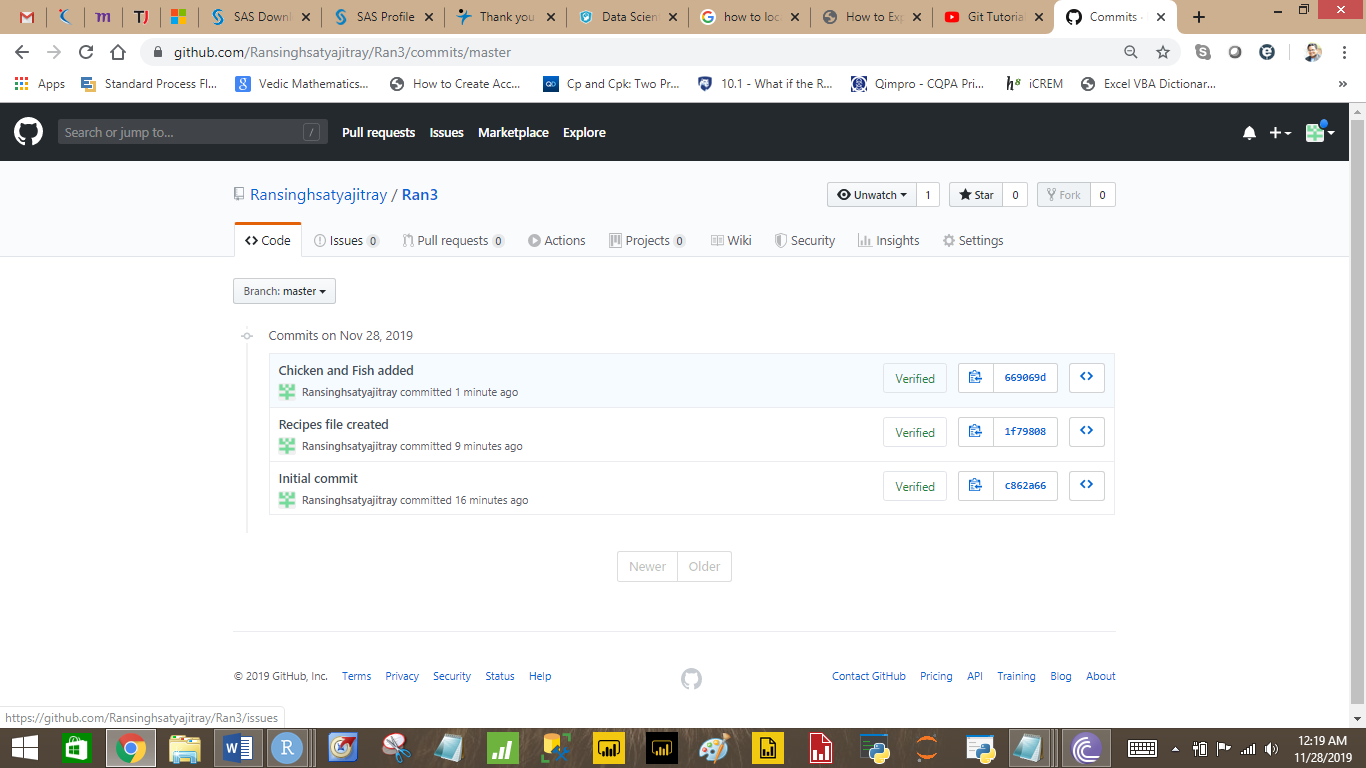 SAS Downl
SAS Profile
Thank you
Data Scien
how to loc
How to Exp
Git Tutoria
Commits ·
github.com/Ransinghsatyajitray/Ran3/commits/master
Apps
Standard Process Fl...
Vedic Mathematics...
How to Create Acc...
Cp and Cpk: Two Pr...
10.1 - What if the R...
Qimpro - CQPA Pri...
iCREM
Excel VBA Dictionar...
»
Search or jump to...
/
Pull requests
Issues
Marketplace
Explore
Ransinghsatyajitray / Ran3
Unwatch
1
Star
0
Fork
0
Code
Issues 0
Pull requests 0
Actions
Projects 0
Wiki
Security
Insights
Settings
Branch: master
Commits on Nov 28, 2019
Chicken and Fish added
Ransinghsatyajitray committed 1 minute ago
Verified
669069d
Recipes file created
Ransinghsatyajitray committed 9 minutes ago
Verified
1f79808
Initial commit
Ransinghsatyajitray committed 16 minutes ago
Verified
c862a66
Newer
Older
© 2019 GitHub, Inc.
Terms
Privacy
Security
Status
Help
Contact GitHub
Pricing
API
Training
Blog
About
https://github.com/Ransinghsatyajitray/Ran3/issues
12:19 AM
11/28/2019